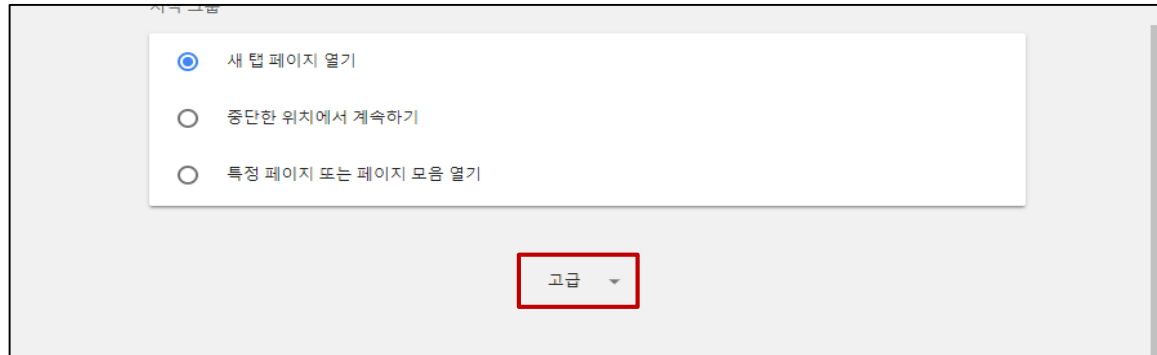 새 탭 페이지 열기
중단한 위치에서 계속하기
특정 페이지 또는 페이지 모음 열기
고급